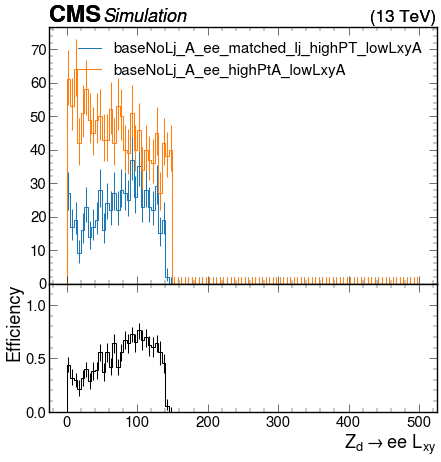 CMS Simulation (13 TeV)
baseNoLj_A_ee_matched_lj_highPT_lowLxyA
baseNoLj_A_ee_highPtA_lowLxyA
70
60
50
40
30
20
10
0
Efficiency
1.0
0.5
0.0
0 100 200 300 400 500
Z_d → ee L_xy